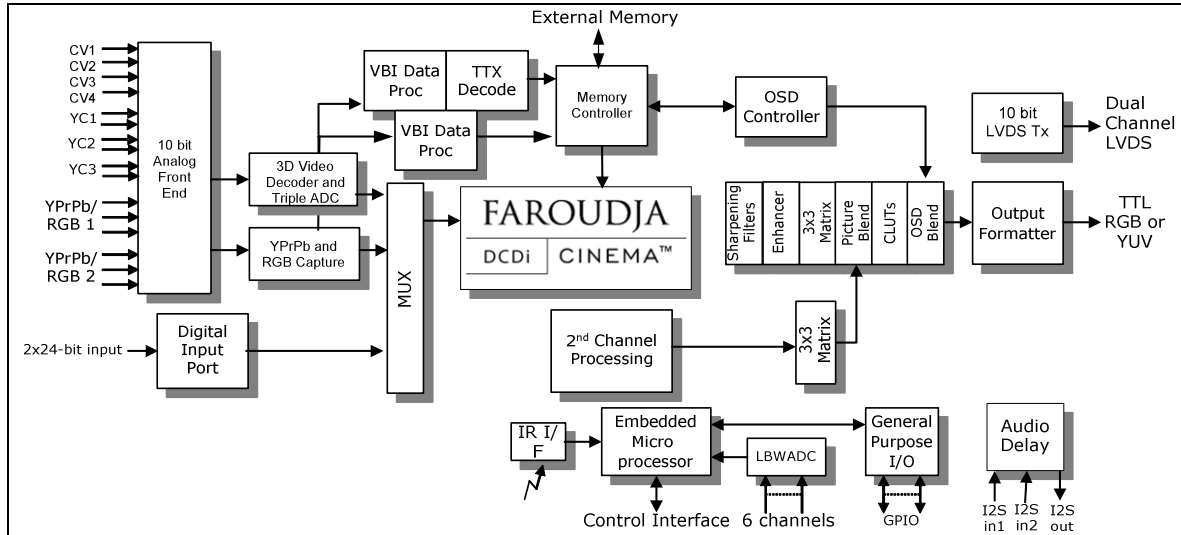 External Memory
CV1
CV2
CV3
CV4
YC1
YC2
YC3
YPrPb/
RGB 1
YPrPb/
RGB 2
10 bit
Analog
Front
End
VBI Data
Proc
TTX
Decode
VBI Data
Proc
Memory
Controller
OSD
Controller
10 bit
LVDS Tx
Dual
Channel
LVDS
3D Video
Decoder and
Triple ADC
YPrPb and
RGB Capture
MUX
FAROUDJA
DCDi CINEMA™
Sharpening
Filters
Enhancer
3x3
Matrix
Picture
Blend
CLUTs
OSD
Blend
Output
Formatter
TTL
RGB or
YUV
2x24-bit input
Digital
Input
Port
2nd Channel
Processing
3x3
Matrix
IR I/
F
Embedded
Micro
processor
LBWADC
General
Purpose
I/O
Audio
Delay
Control Interface
6 channels
GPIO
I2S
in1
I2S
in2
I2S
out